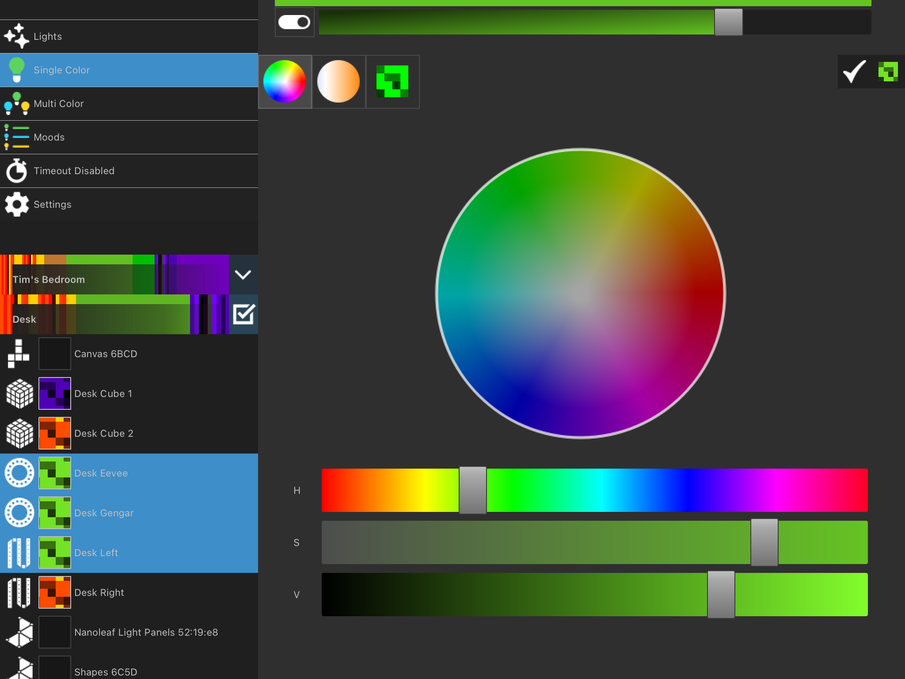 Lights
Single Color
Multi Color
Moods
Timeout Disabled
Settings
Tim's Bedroom
Desk
Canvas 6BCD
Desk Cube 1
Desk Cube 2
Desk Eevee
Desk Gengar
Desk Left
Desk Right
Nanoleaf Light Panels 52:19:e8
Shapes 6C5D
H
S
V